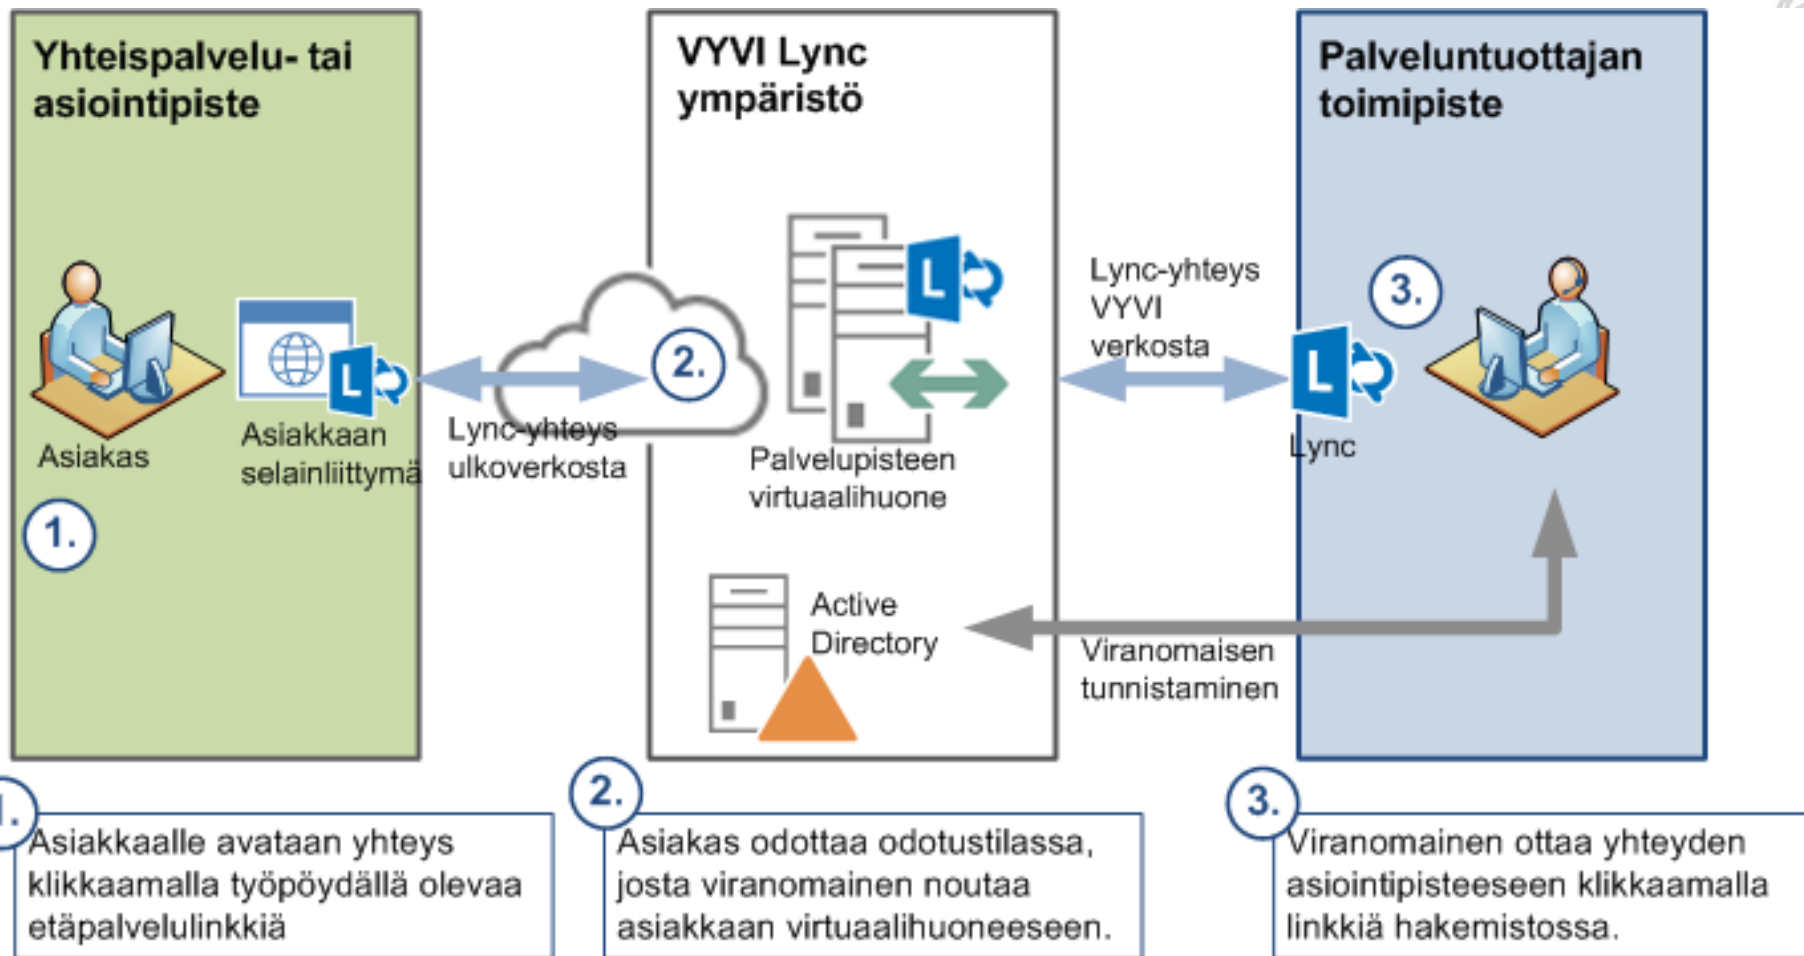 Yhteispalvelu- tai
asiointipiste
VYVI Lync
ympäristö
Palveluntuottajan
toimipiste
Asiakas
1.
Asiakkaan
selainliittymä
L
Lync-yhteys
ulkoverkosta
2.
L
Palvelupisteen
virtuaalihuone
Active
Directory
Lync-yhteys
VYVI
verkosta
Viranomaisen
tunnistaminen
L
Lync
3.
1.
Asiakkaalle avataan yhteys
klikkaamalla työpöydällä olevaa
etäpalvelulinkkiä
2.
Asiakas odottaa odotustilassa,
josta viranomainen noutaa
asiakkaan virtuaalihuoneeseen.
3.
Viranomainen ottaa yhteyden
asiointipisteeseen klikkaamalla
linkkiä hakemistossa.